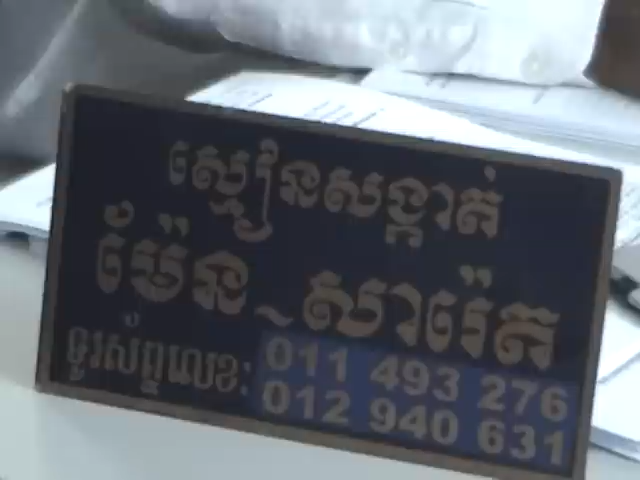 ស្មៀនសង្កាត់
ម៉ែន ~ សារ៉េត
ទូរស័ព្ទលេខ: 011 493 276
012 940 631